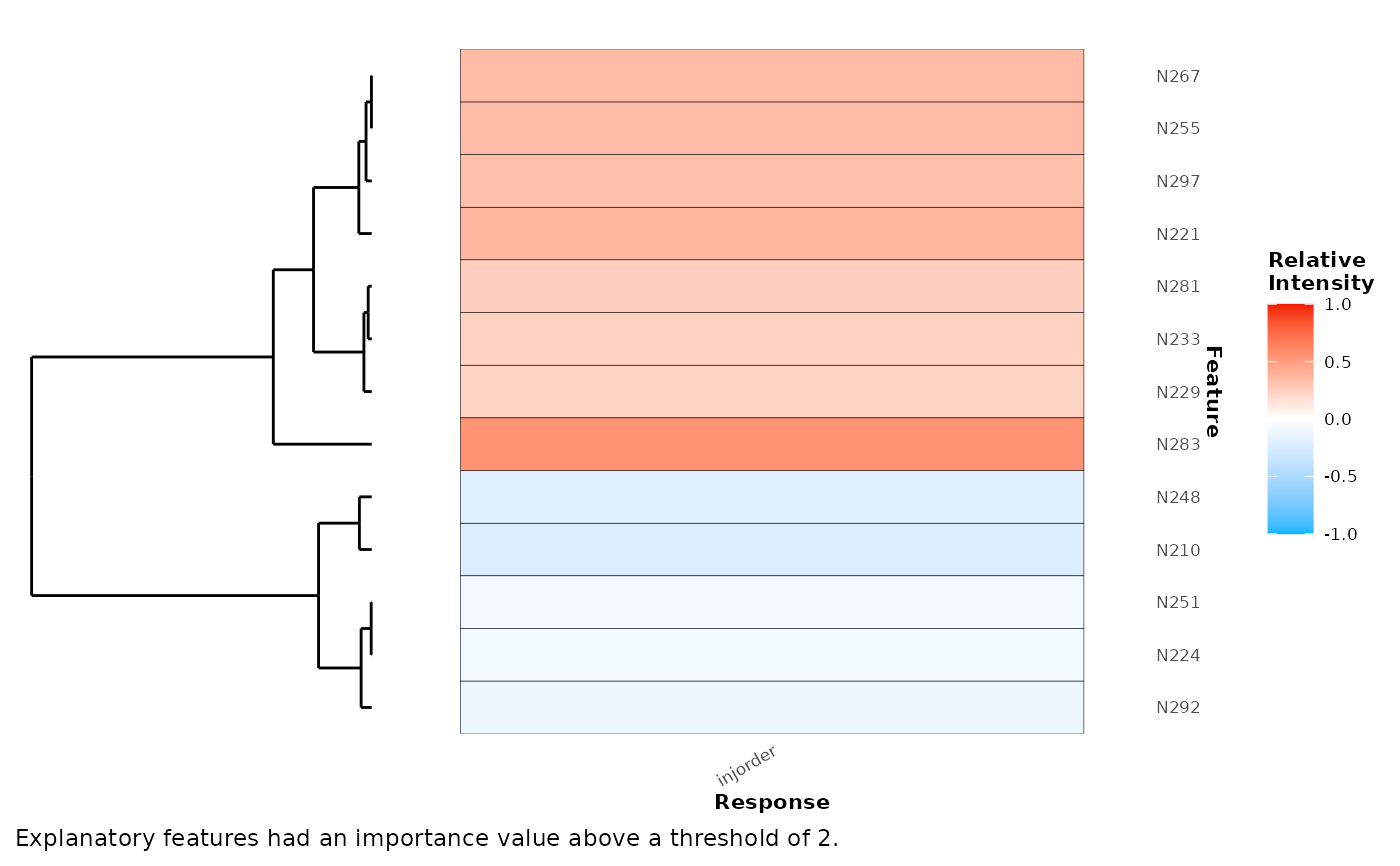 N267
N255
N297
N221
N281
N233
N229
N283
N248
N210
N251
N224
N292
Feature
Relative
Intensity
1.0
0.5
0.0
-0.5
-1.0
injorder
Response
Explanatory features had an importance value above a threshold of 2.